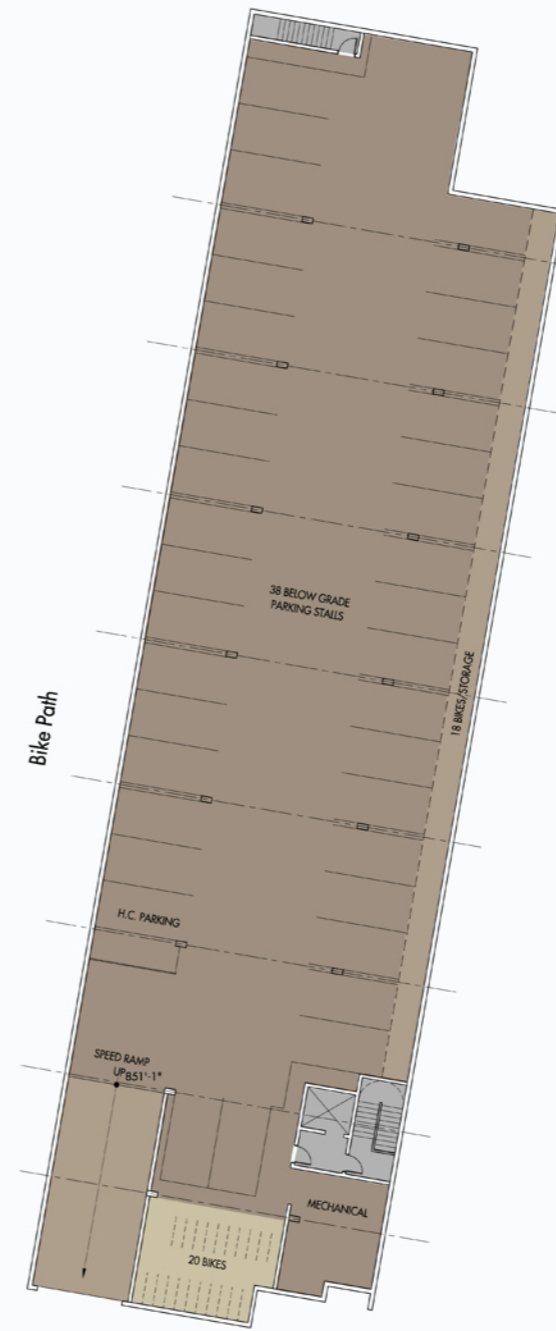 38 BELOW GRADE
PARKING STALLS
18 BIKES/STORAGE
Bike Path
H.C. PARKING
SPEED RAMP
UP 851'-1"
MECHANICAL
20 BIKES